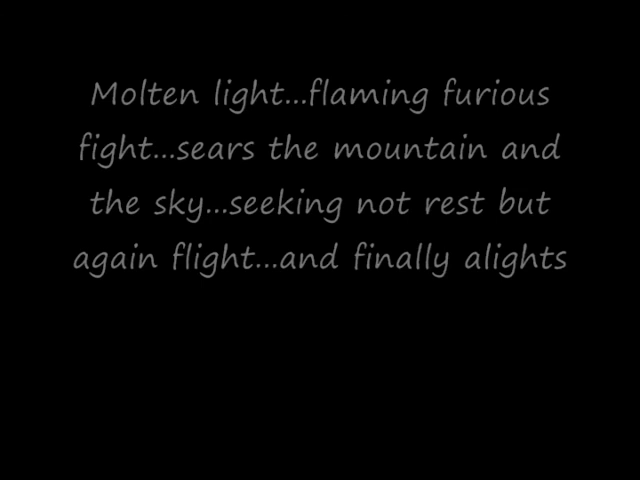 Molten light...flaming furious
fight...sears the mountain and
the sky...seeking not rest but
again flight...and finally alights